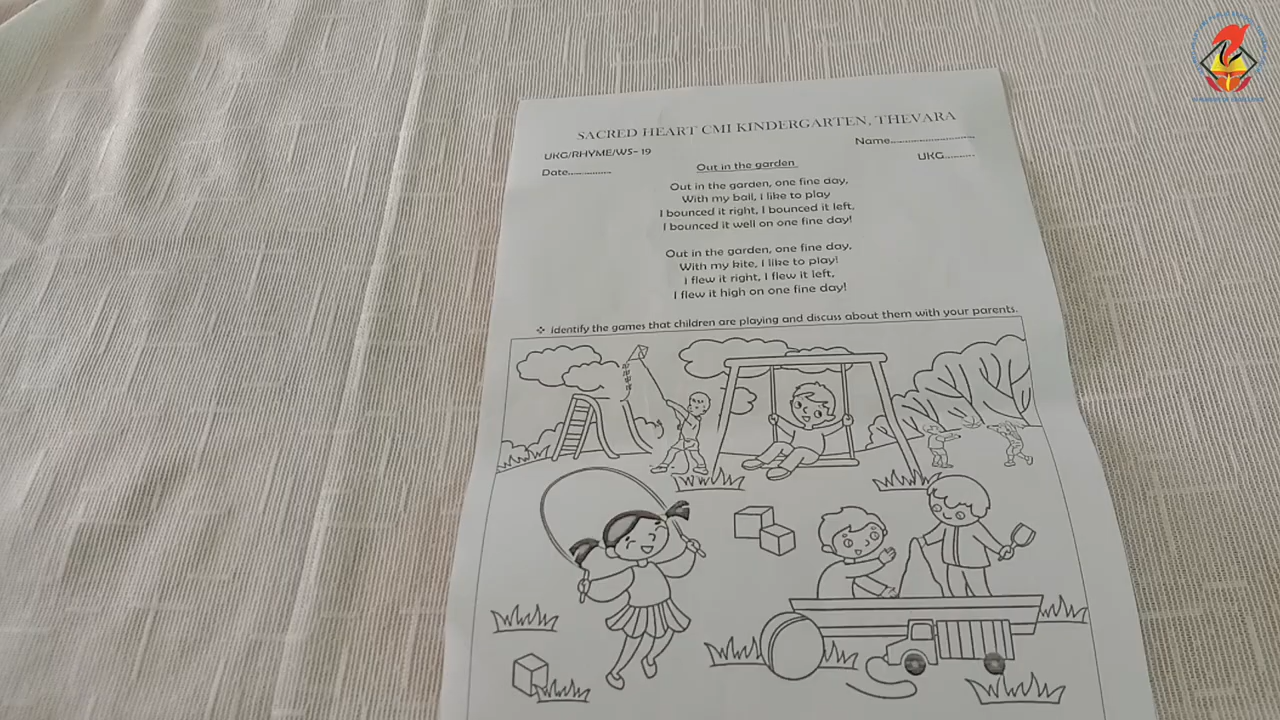 SACRED HEART CMI KINDERGARTEN, THEVARA
UKG/RHYME/WS- 19
Name..............................
Date...............
UKG..........
Out in the garden
Out in the garden, one fine day,
With my ball, I like to play
I bounced it right, I bounced it left,
I bounced it well on one fine day!
Out in the garden, one fine day,
With my kite, I like to play!
I flew it right, I flew it left,
I flew it high on one fine day!
❖ Identify the games that children are playing and discuss about them with your parents.